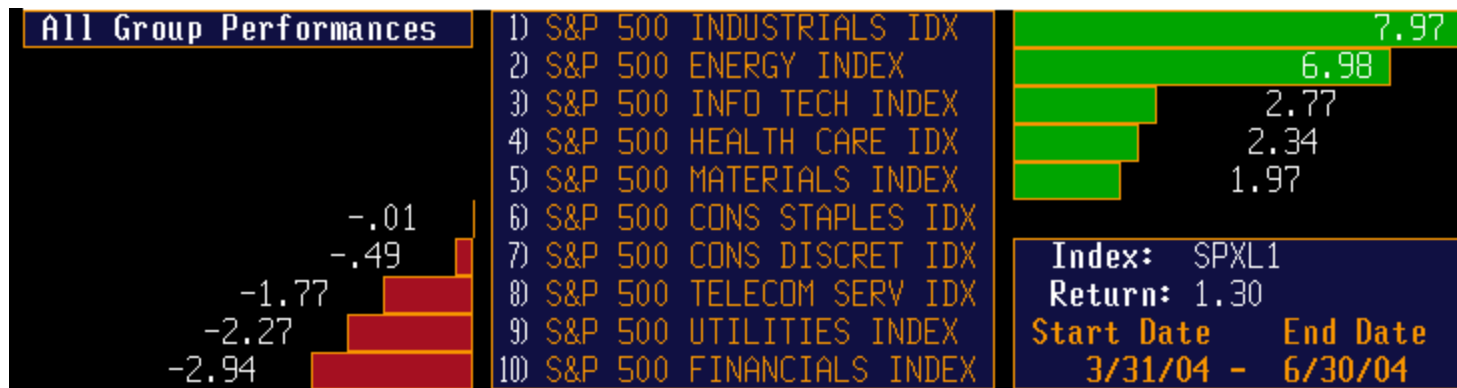 All Group Performances
1) S&P 500 INDUSTRIALS IDX 7.97
2) S&P 500 ENERGY INDEX 6.98
3) S&P 500 INFO TECH INDEX 2.77
4) S&P 500 HEALTH CARE IDX 2.34
5) S&P 500 MATERIALS INDEX 1.97
-.01 6) S&P 500 CONS STAPLES IDX
-.49 7) S&P 500 CONS DISCRET IDX
-1.77 8) S&P 500 TELECOM SERV IDX
-2.27 9) S&P 500 UTILITIES INDEX
-2.94 10) S&P 500 FINANCIALS INDEX
Index: SPXL1
Return: 1.30
Start Date End Date
3/31/04 - 6/30/04